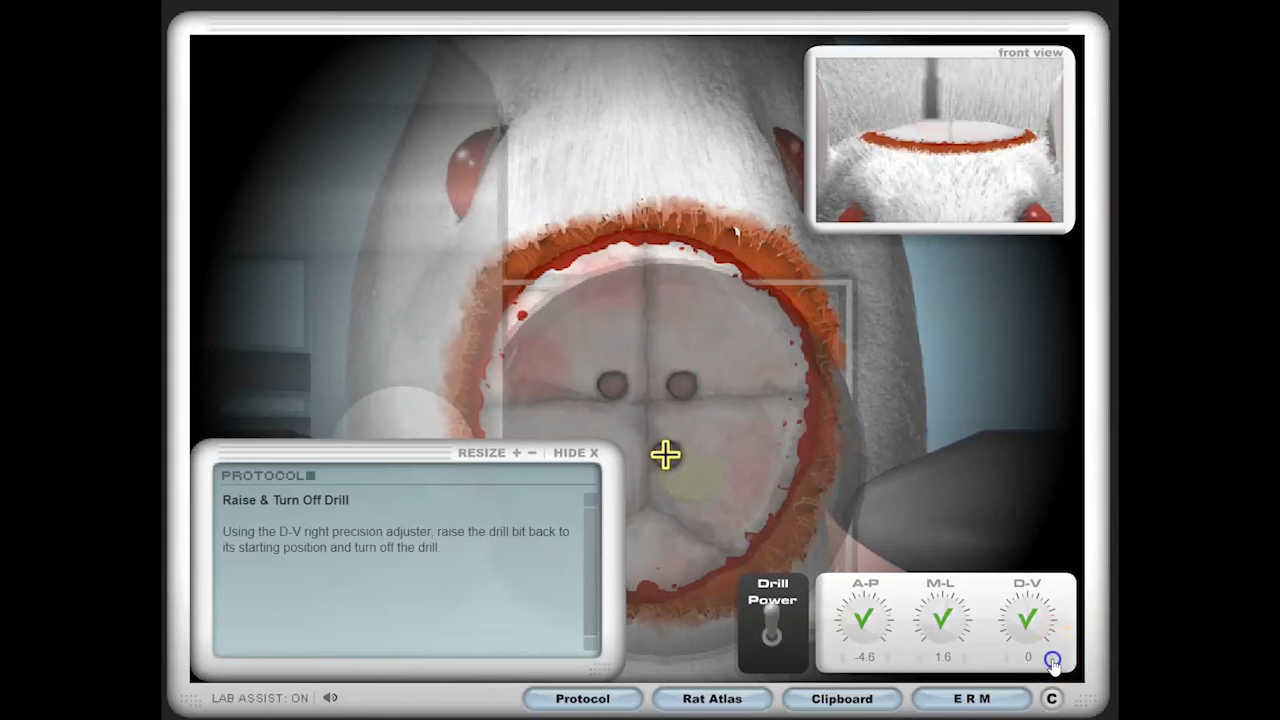 front view
RESIZE + − | HIDE X
PROTOCOL
Raise & Turn Off Drill
Using the D-V right precision adjuster, raise the drill bit back to
its starting position and turn off the drill.
Drill
Power
A-P M-L D-V
-4.6 1.6 0
LAB ASSIST: ON
Protocol Rat Atlas Clipboard E R M C